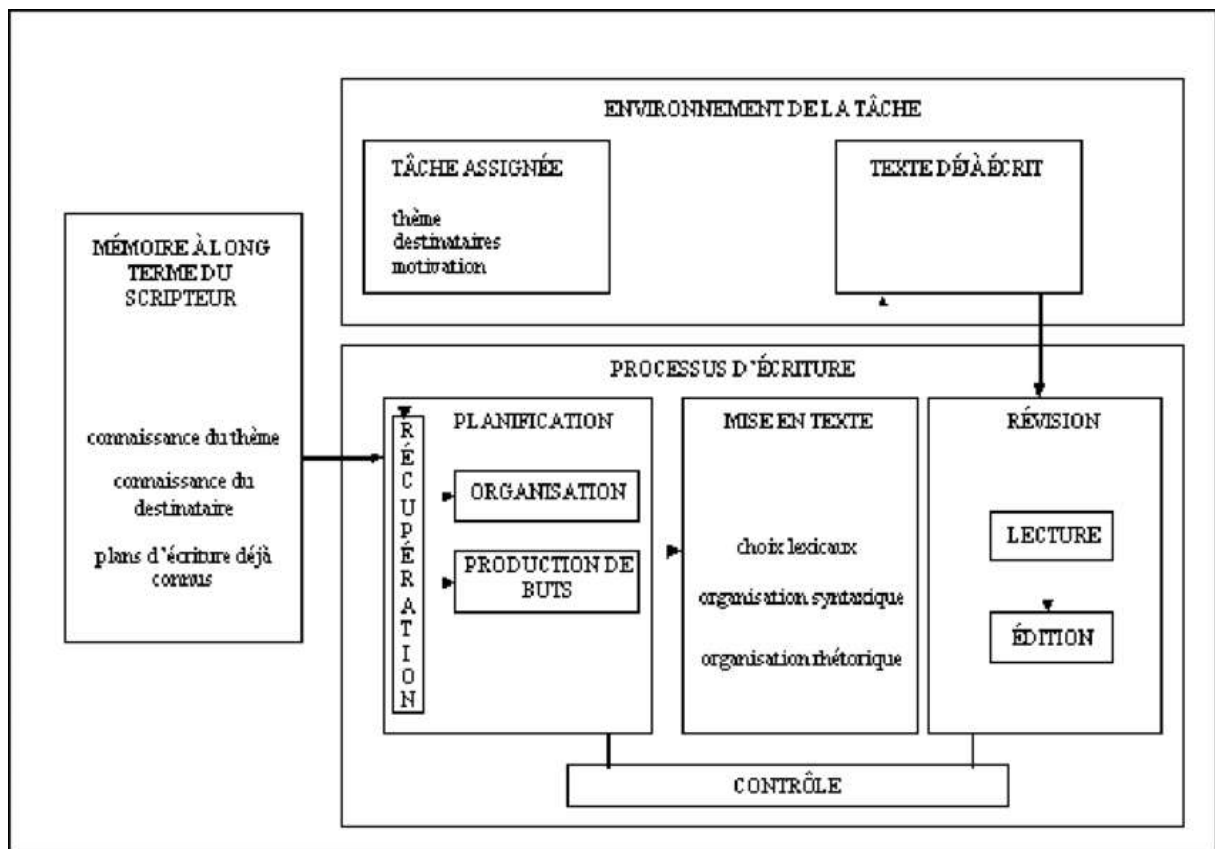 ENVIRONNEMENT DE LA TÂCHE
TÂCHE ASSIGNÉE
thème
destinataires
motivation
TEXTE DÉJÀ ÉCRIT
MÉMOIRE À LONG
TERME DU
SCRIPTEUR
connaissance du thème
connaissance du
destinataire
plans d'écriture déjà
connus
PROCESSUS D'ÉCRITURE
RÉCUPÉRATION
PLANIFICATION
ORGANISATION
PRODUCTION DE
BUTS
MISE EN TEXTE
choix lexicaux
organisation syntaxique
organisation rhétorique
RÉVISION
LECTURE
ÉDITION
CONTRÔLE